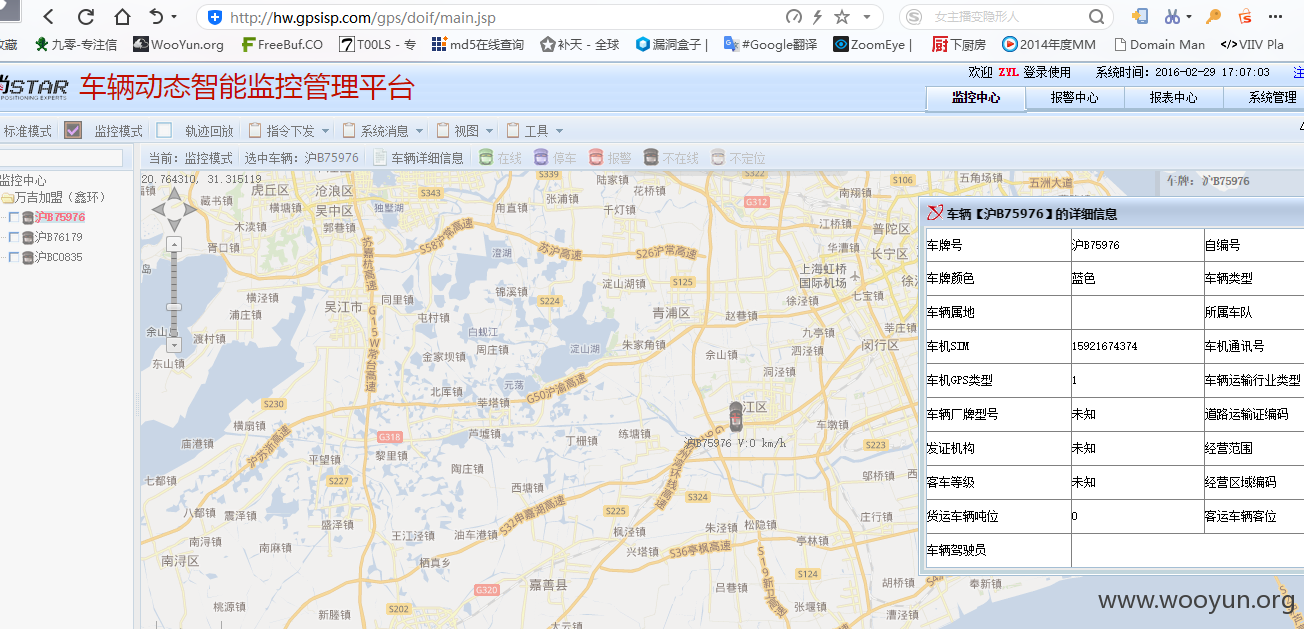 http://hw.gpsisp.com/gps/doif/main.jsp
女主播变隐形人
收藏 九零-专注信 WooYun.org FreeBuf.CO T00LS - 专 md5在线查询 补天 - 全球 漏洞盒子 | #Google翻译 ZoomEye | 下厨房 2014年度MM Domain Man VIIV Pla
欢迎 ZYL 登录使用 系统时间: 2016-02-29 17:07:03 注
STAR 车辆动态智能监控管理平台
POSITIONING EXPERTS
监控中心 报警中心 报表中心 系统管理
标准模式 监控模式 轨迹回放 指令下发 系统消息 视图 工具
当前: 监控模式 选中车辆: 沪B75976 车辆详细信息 在线 停车 报警 不在线 不定位
监控中心
万吉加盟（鑫环）
沪B75976
沪B76179
沪BC0835
20.764310, 31.315119
车牌: 沪B75976
车辆【沪B75976】的详细信息
车牌号 沪B75976 自编号
车牌颜色 蓝色 车辆类型
车辆属地 所属车队
车机SIM 15921674374 车机通讯号
车机GPS类型 1 车辆运输行业类型
车辆厂牌型号 未知 道路运输证编码
发证机构 未知 经营范围
客车等级 未知 经营区域编码
货运车辆吨位 0 客运车辆客位
车辆驾驶员
S339 陆家镇 S322 五角场镇
藏书镇 虎丘区 沧浪区 S343 张浦镇 花桥镇 南翔镇 S106 五洲大道
横塘镇 吴中区 独墅湖 甪直镇 千灯镇 G312
木渎镇 郭巷镇 江桥镇 普陀区
胥口镇 S58沪常高速 澄湖 苏沪高速 S26沪常高速 华漕镇 长宁区
苏嘉杭高速 淀山湖镇 S125 上海虹桥国际机场
横泾镇 同里镇 锦溪镇 S224 徐泾镇 七宝镇
浦庄镇 吴江市 屯村镇 青浦区 赵巷镇
余山 渡村镇 G15W常台高速 白蚬江 九亭镇 莘庄镇
东山镇 金家坝镇 周庄镇 淀山湖 朱家角镇 佘山镇 泗泾镇 闵行区
北厍镇 元荡 洞泾镇
S230 莘塔镇 G50沪渝高速
横扇镇 G318 芦墟镇 丁栅镇 练塘镇 江区 车墩镇
沪B75976 V:0 km/h
庙港镇 沪苏浙高速 平望镇 黎里镇 S223
七都镇 S227 陶庄镇 邬桥镇
八都镇 震泽镇 西塘镇 S324
盛泽镇 S32申嘉湖高速 S225 庄行镇
南浔镇 南麻镇 王江泾镇 油车港镇 枫泾镇 朱泾镇 松隐镇
南浔区 栖真乡 兴塔镇 S36亭枫高速 亭林镇
嘉善县 S19新卫高速 S124 胡桥镇 奉新镇
G320 吕巷镇
桃源镇 新塍镇 S202 张堰镇 漕泾镇
大云镇
www.wooyun.org